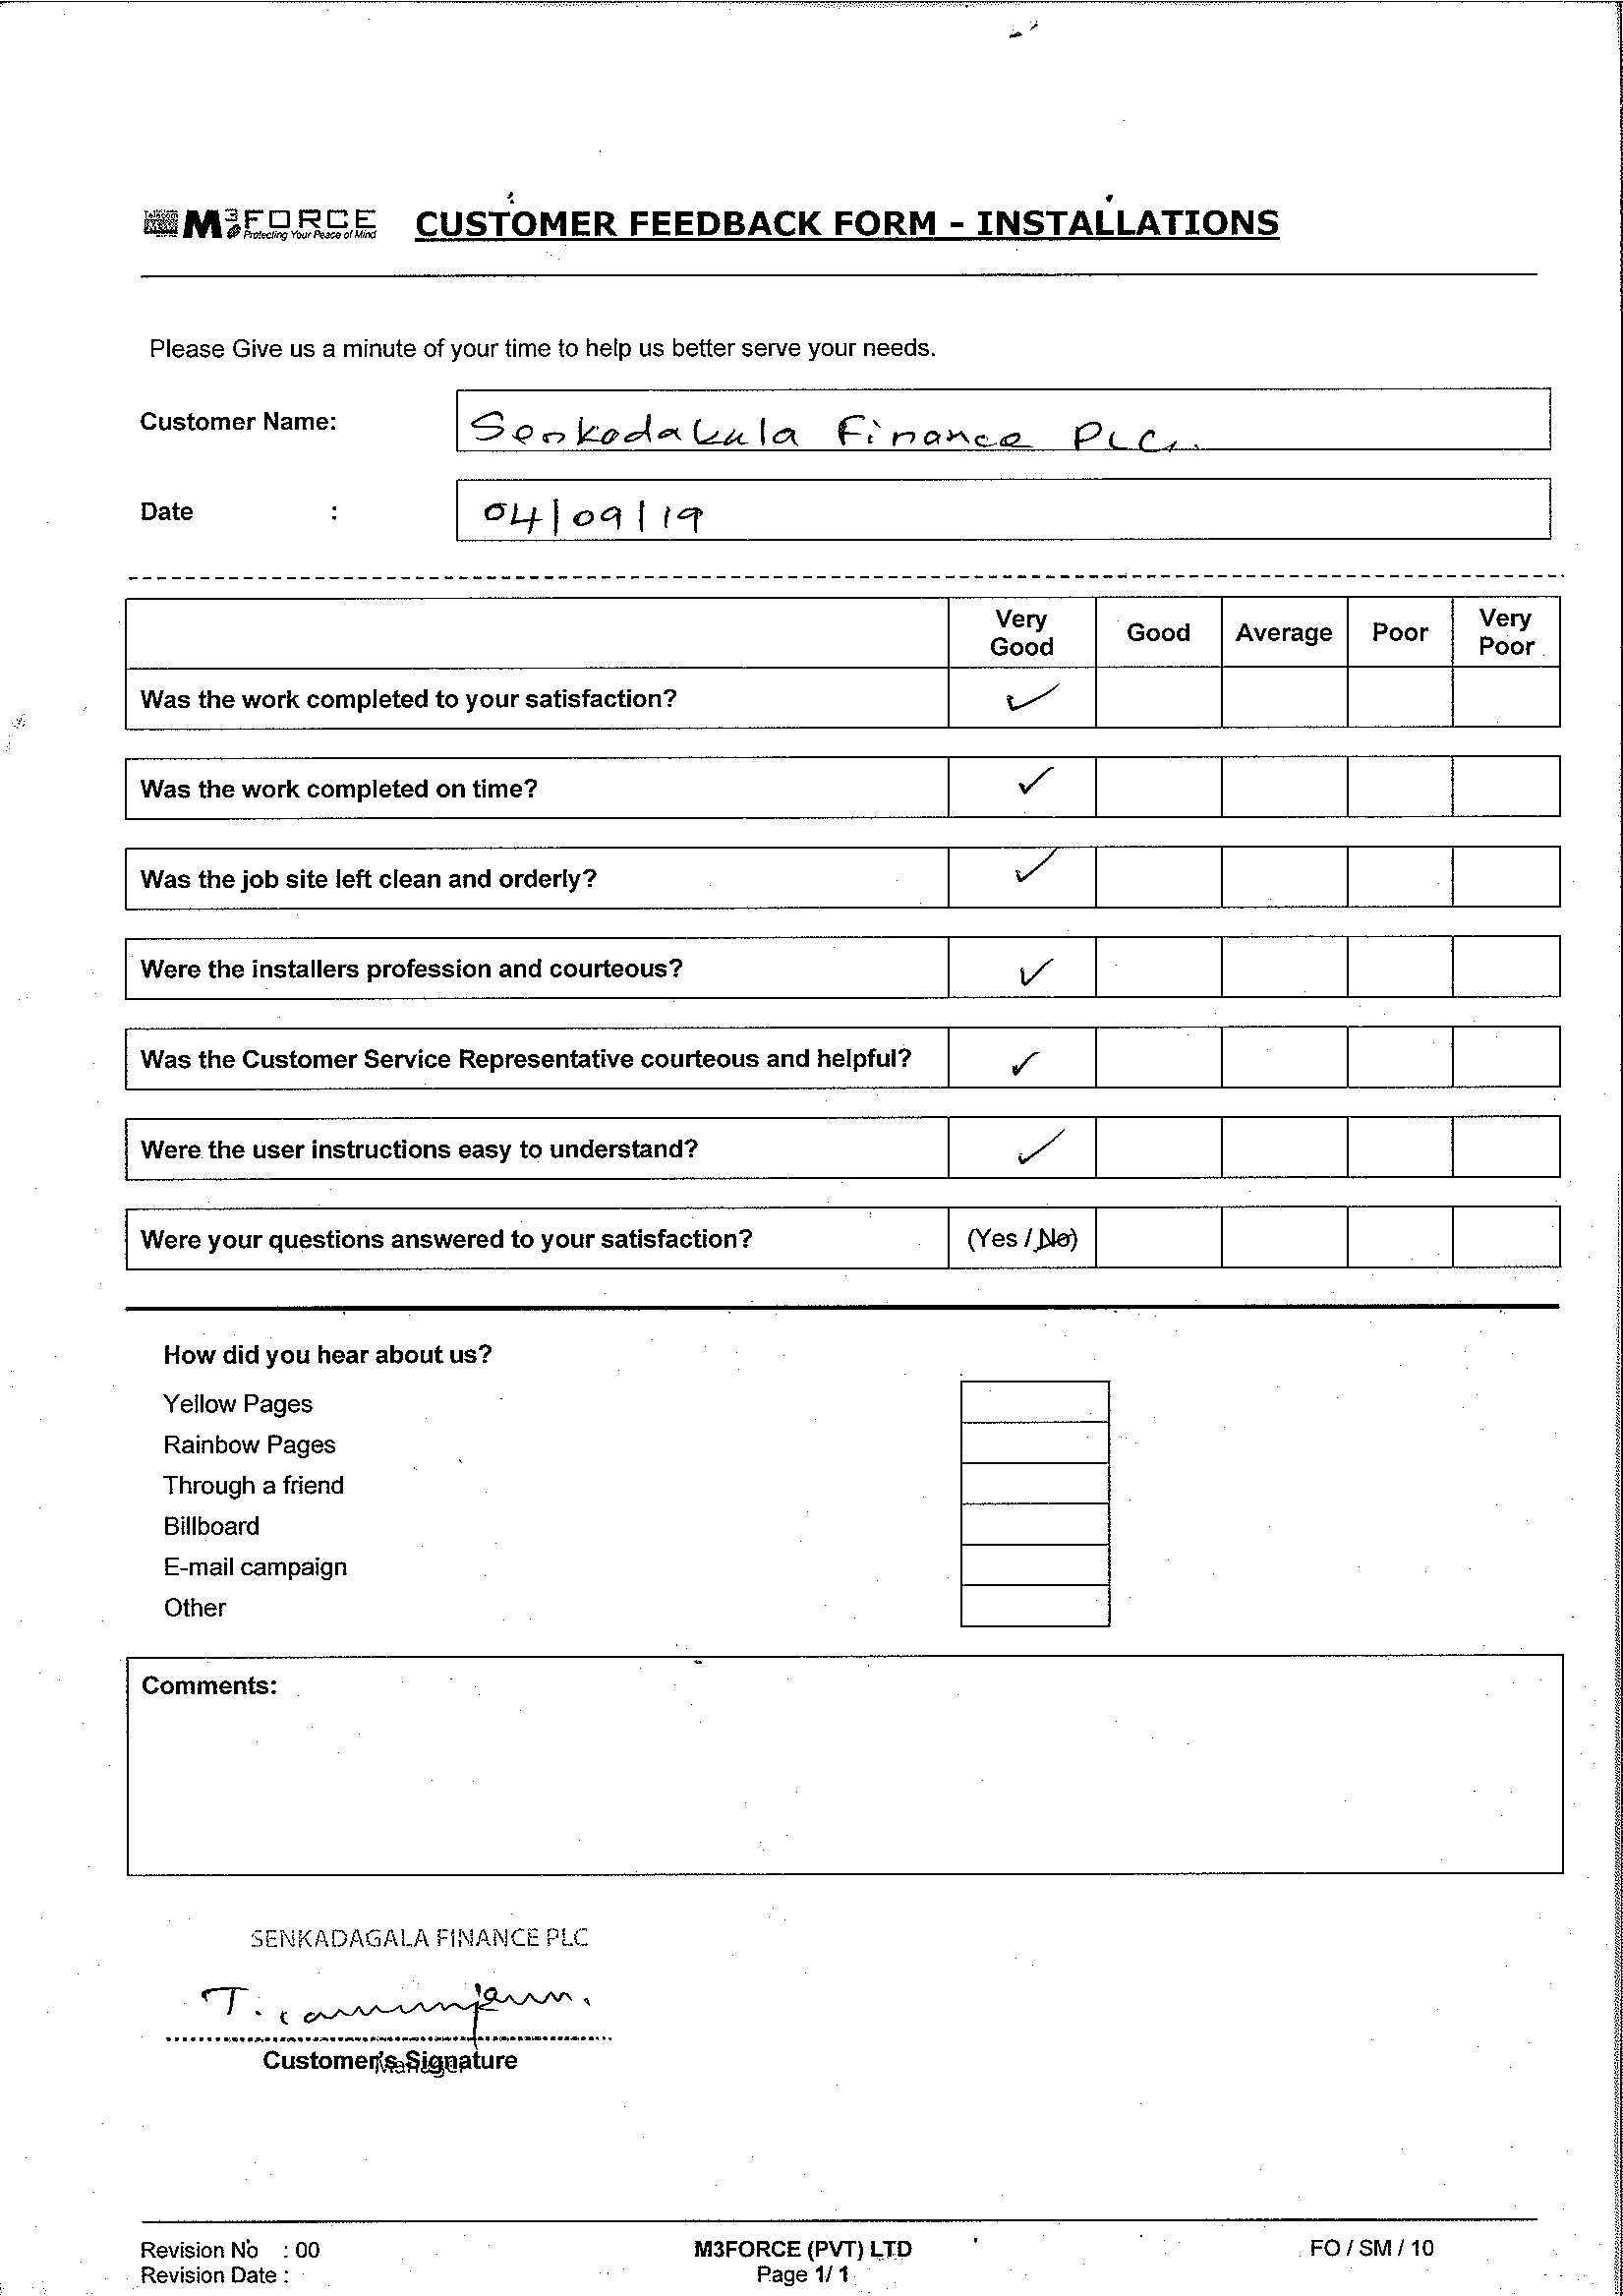 Telecom M3FORCE CUSTOMER FEEDBACK FORM - INSTALLATIONS
Protecting Your Peace of Mind
Please Give us a minute of your time to help us better serve your needs.
Customer Name: Senkadakula Finance PLC.
Date : 04/09/19
Very Good Good Average Poor Very Poor
Was the work completed to your satisfaction? ✓
Was the work completed on time? ✓
Was the job site left clean and orderly? ✓
Were the installers profession and courteous? ✓
Was the Customer Service Representative courteous and helpful? ✓
Were the user instructions easy to understand? ✓
Were your questions answered to your satisfaction? (Yes / No)
How did you hear about us?
Yellow Pages
Rainbow Pages
Through a friend
Billboard
E-mail campaign
Other
Comments:
SENKADAGALA FINANCE PLC
T.
Customer's Signature
Manager
Revision No : 00 M3FORCE (PVT) LTD FO / SM / 10
Revision Date : Page 1/ 1